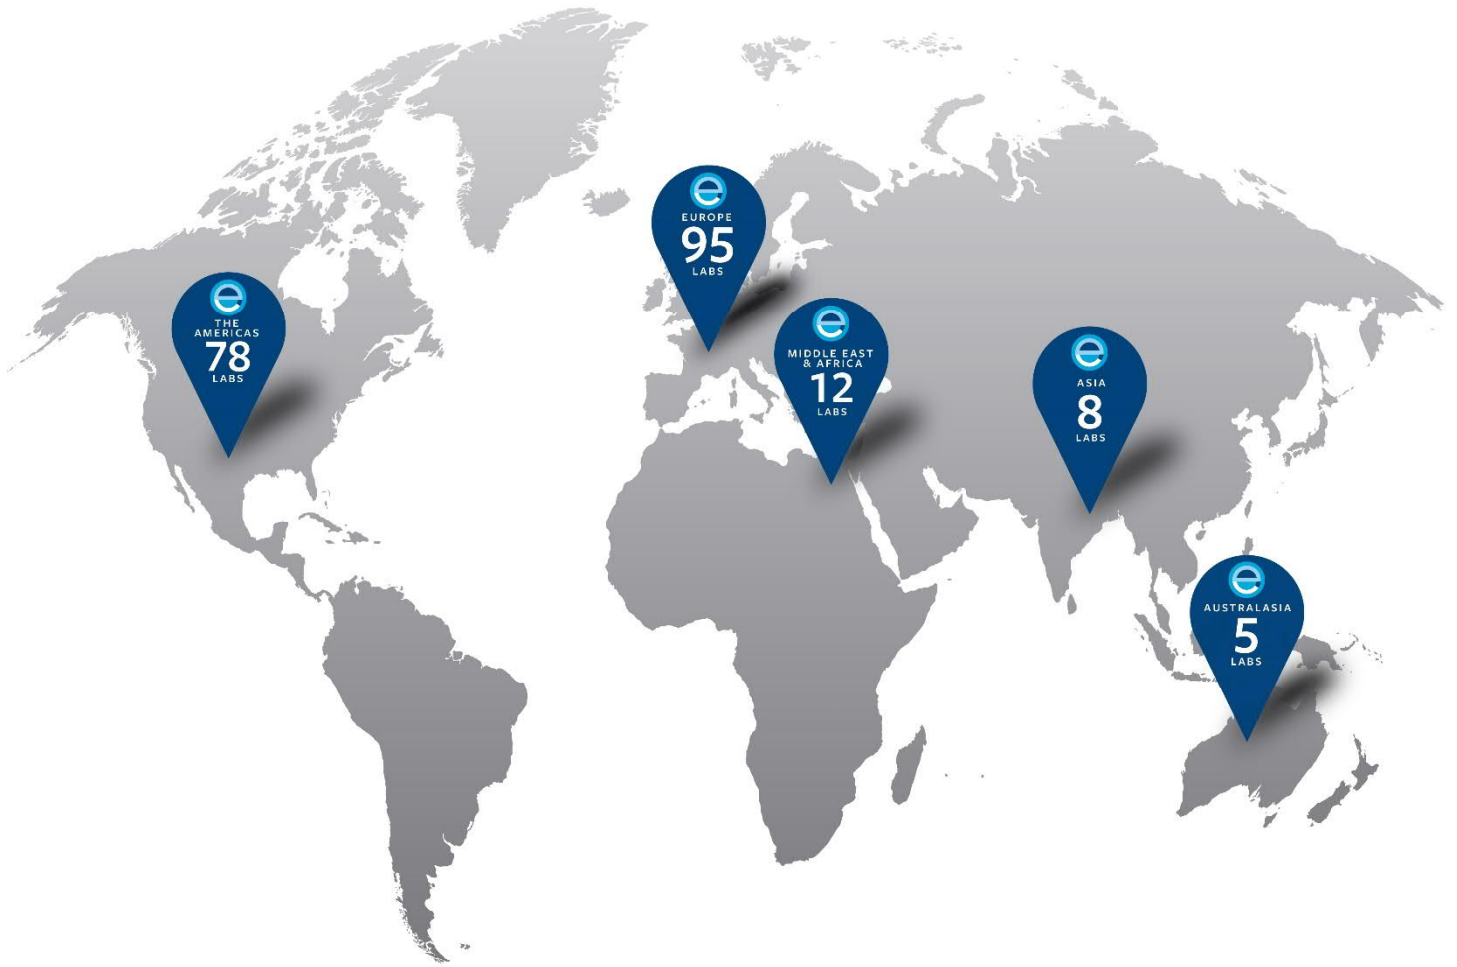 EUROPE
95
LABS
THE
AMERICAS
78
LABS
MIDDLE EAST
& AFRICA
12
LABS
ASIA
8
LABS
AUSTRALASIA
5
LABS